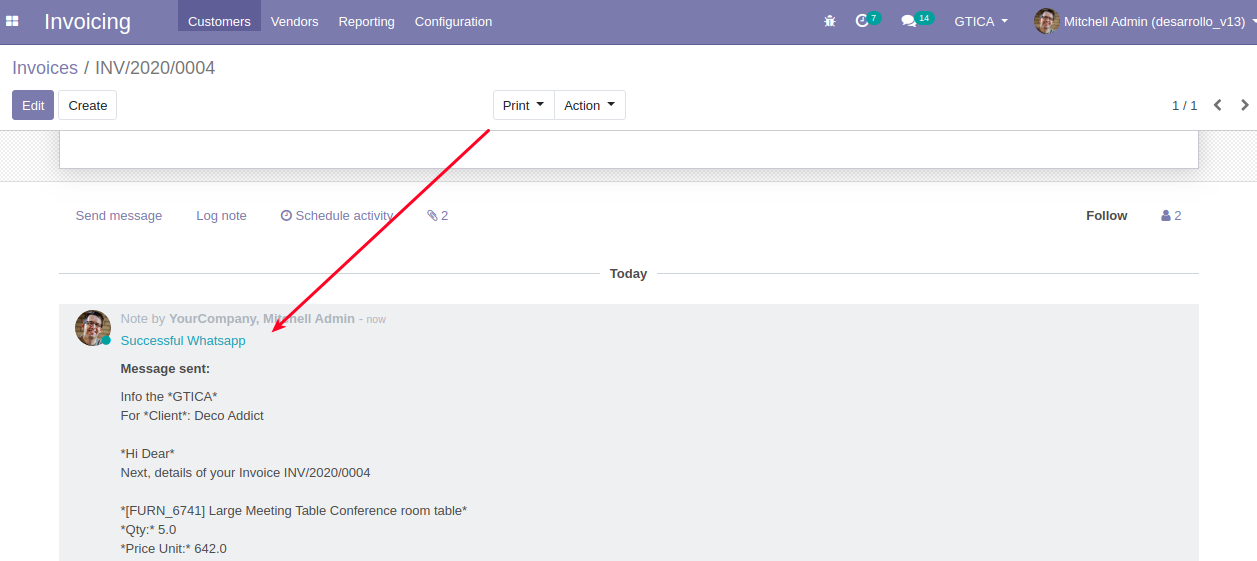 Invoicing Customers Vendors Reporting Configuration 7 14 GTICA Mitchell Admin (desarrollo_v13)
Invoices / INV/2020/0004
Edit Create Print Action 1 / 1
Send message Log note Schedule activity 2 Follow 2
Today
Note by YourCompany, Mitchell Admin - now
Successful Whatsapp
Message sent:
Info the *GTICA*
For *Client*: Deco Addict
*Hi Dear*
Next, details of your Invoice INV/2020/0004
*[FURN_6741] Large Meeting Table Conference room table*
*Qty:* 5.0
*Price Unit:* 642.0